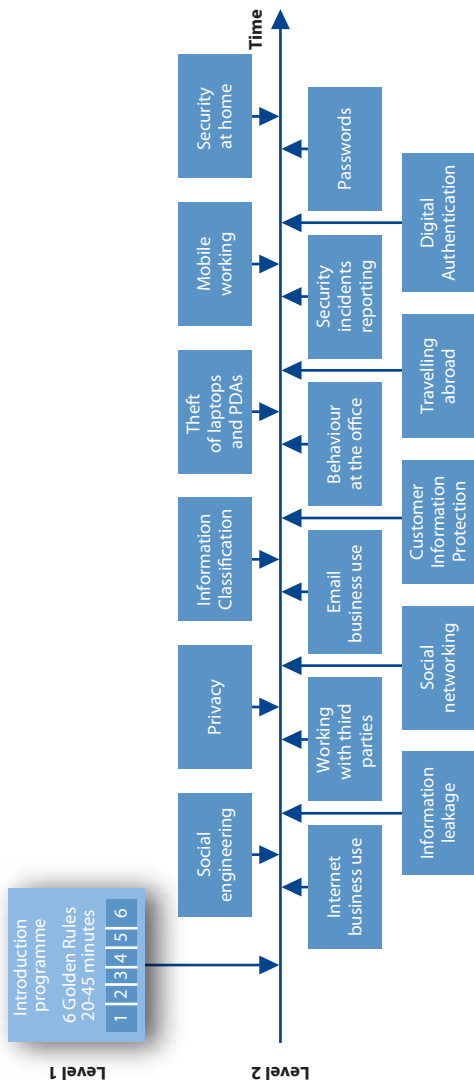 Level 1
Introduction
programme
6 Golden Rules
20-45 minutes
1 2 3 4 5 6
Level 2
Time
Social
engineering
Privacy
Information
Classification
Theft
of laptops
and PDAs
Mobile
working
Security
at home
Internet
business use
Working
with third
parties
Email
business use
Behaviour
at the office
Security
incidents
reporting
Passwords
Information
leakage
Social
networking
Customer
Information
Protection
Travelling
abroad
Digital
Authentication